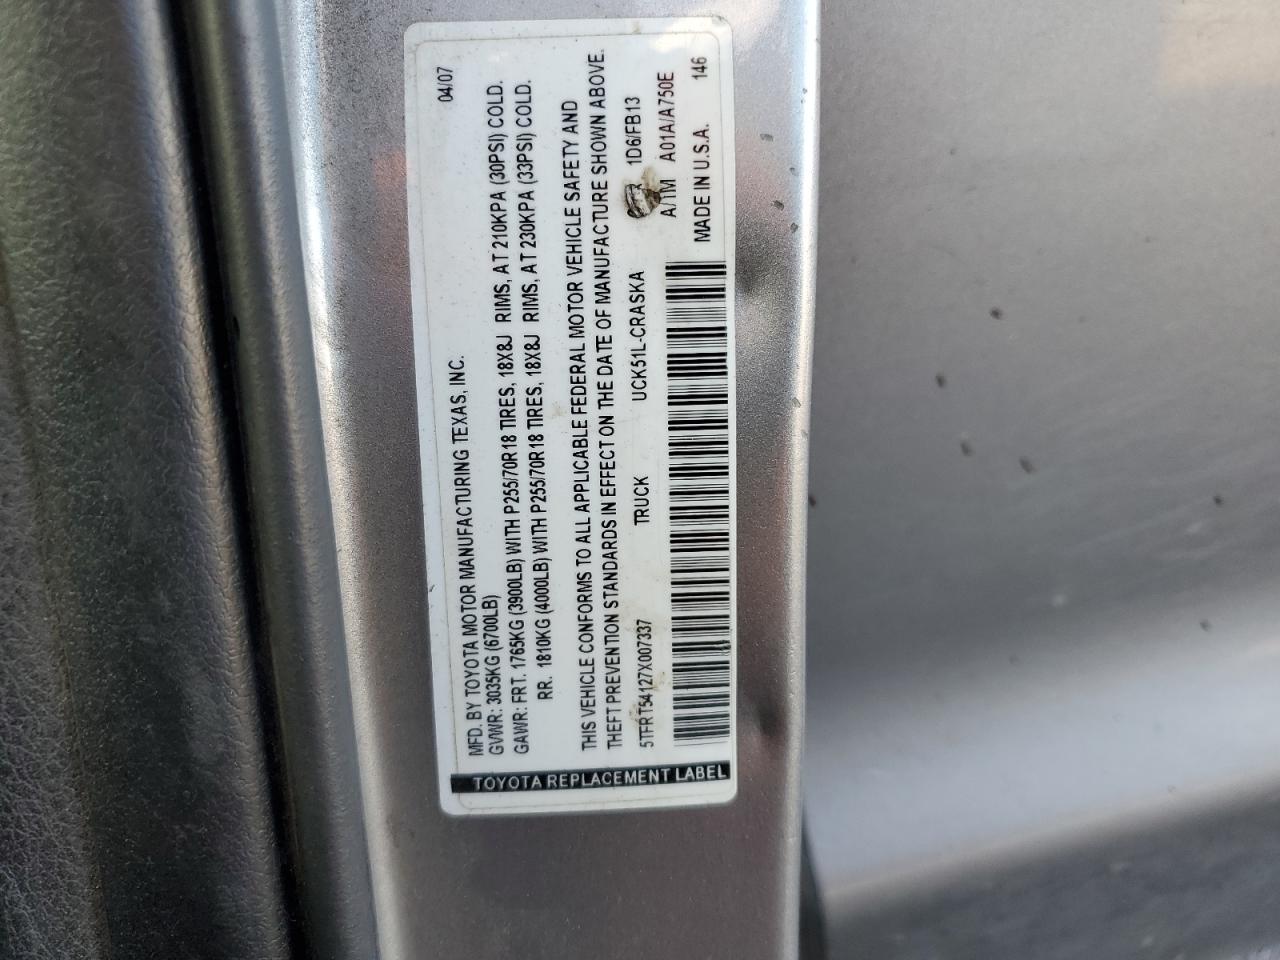 04/07
MFD. BY TOYOTA MOTOR MANUFACTURING TEXAS, INC.
GVWR: 3035KG (6700LB)
GAWR: FRT. 1765KG (3900LB) WITH P255/70R18 TIRES, 18X8J RIMS, AT 210KPA (30PSI) COLD.
RR. 1810KG (4000LB) WITH P255/70R18 TIRES, 18X8J RIMS, AT 230KPA (33PSI) COLD.
THIS VEHICLE CONFORMS TO ALL APPLICABLE FEDERAL MOTOR VEHICLE SAFETY AND
THEFT PREVENTION STANDARDS IN EFFECT ON THE DATE OF MANUFACTURE SHOWN ABOVE.
5TFRT54127X007337 TRUCK UCK51L-CRASKA 1D6/FB13
A/TM A01A/A750E
MADE IN U.S.A. 146
TOYOTA REPLACEMENT LABEL